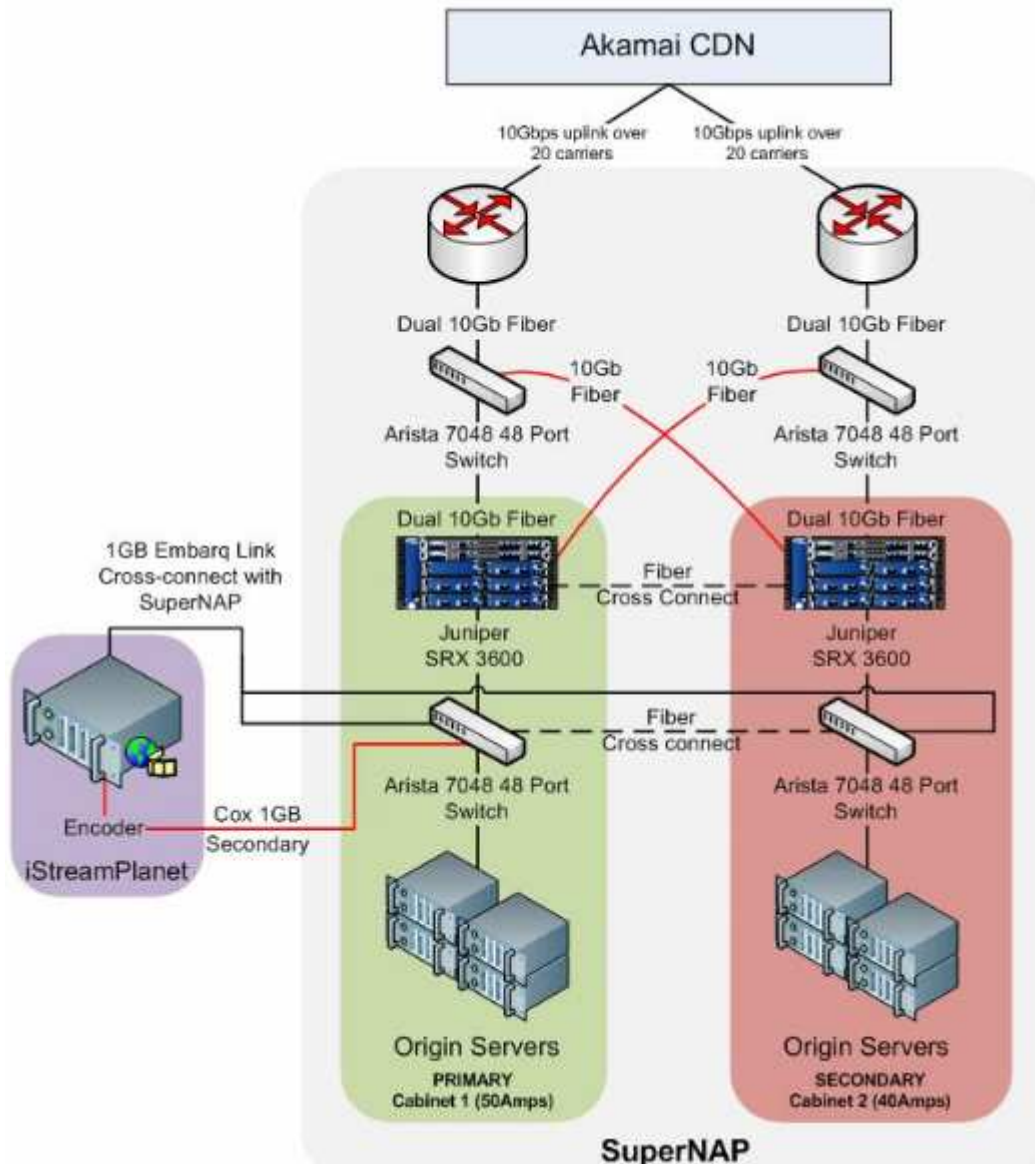 Akamai CDN
10Gbps uplink over
20 carriers
10Gbps uplink over
20 carriers
Dual 10Gb Fiber
Dual 10Gb Fiber
10Gb
Fiber
10Gb
Fiber
Arista 7048 48 Port
Switch
Arista 7048 48 Port
Switch
Dual 10Gb Fiber
Dual 10Gb Fiber
1GB Embarq Link
Cross-connect with
SuperNAP
Fiber
Cross Connect
Juniper
SRX 3600
Juniper
SRX 3600
Fiber
Cross connect
Arista 7048 48 Port
Switch
Arista 7048 48 Port
Switch
Encoder
Cox 1GB
Secondary
iStreamPlanet
Origin Servers
PRIMARY
Cabinet 1 (50Amps)
Origin Servers
SECONDARY
Cabinet 2 (40Amps)
SuperNAP